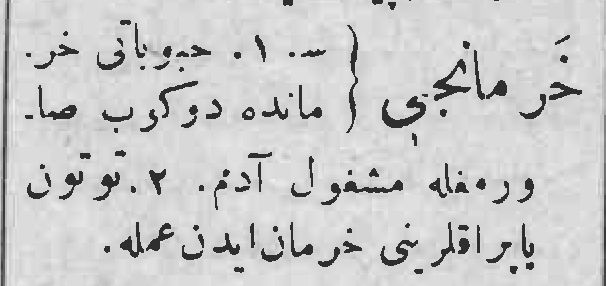 خَرمانجی { س. ۱. حبوباتی خر-
مانده دوكوب صا-
ورمغله مشغول آدم. ۲. توتون
یاپراقلرینی خرمان ایدن عمله.